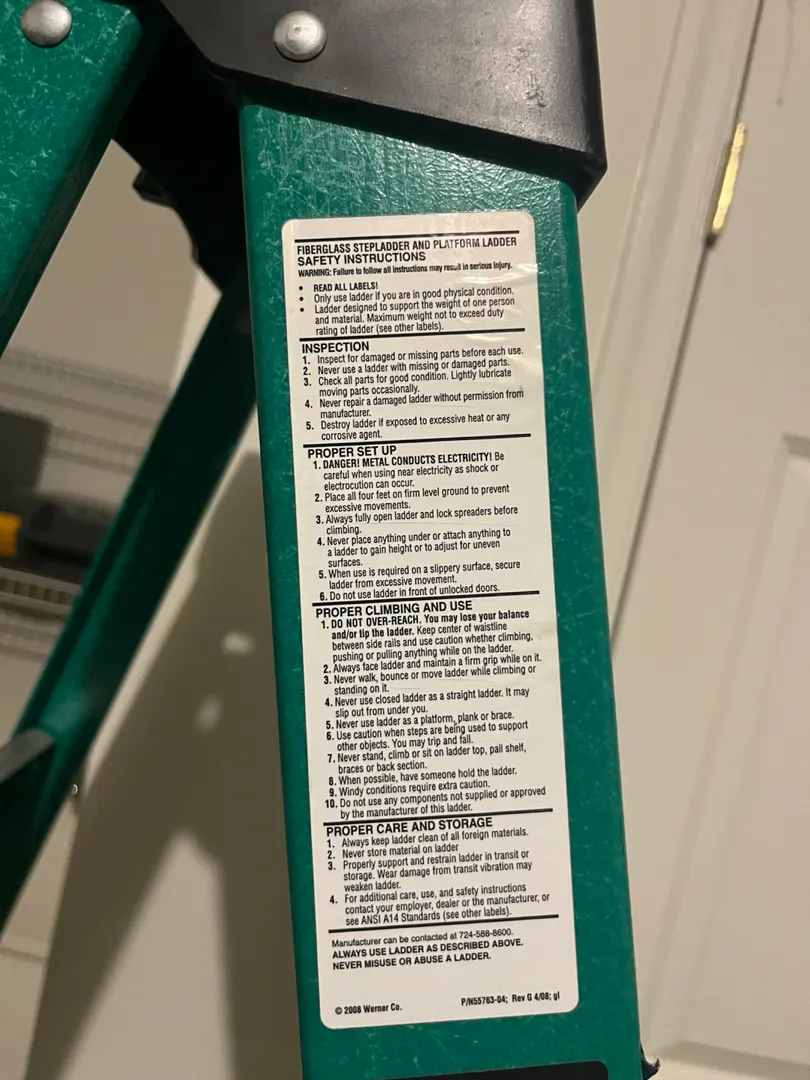 FIBERGLASS STEPLADDER AND PLATFORM LADDER
SAFETY INSTRUCTIONS
WARNING: Failure to follow all instructions may result in serious injury.
• READ ALL LABELS!
• Only use ladder if you are in good physical condition.
• Ladder designed to support the weight of one person
and material. Maximum weight not to exceed duty
rating of ladder (see other labels).
INSPECTION
1. Inspect for damaged or missing parts before each use.
2. Never use a ladder with missing or damaged parts.
3. Check all parts for good condition. Lightly lubricate
moving parts occasionally.
4. Never repair a damaged ladder without permission from
manufacturer.
5. Destroy ladder if exposed to excessive heat or any
corrosive agent.
PROPER SET UP
1. DANGER! METAL CONDUCTS ELECTRICITY! Be
careful when using near electricity as shock or
electrocution can occur.
2. Place all four feet on firm level ground to prevent
excessive movements.
3. Always fully open ladder and lock spreaders before
climbing.
4. Never place anything under or attach anything to
a ladder to gain height or to adjust for uneven
surfaces.
5. When use is required on a slippery surface, secure
ladder from excessive movement.
6. Do not use ladder in front of unlocked doors.
PROPER CLIMBING AND USE
1. DO NOT OVER-REACH. You may lose your balance
and/or tip the ladder. Keep center of waistline
between side rails and use caution whether climbing,
pushing or pulling anything while on the ladder.
2. Always face ladder and maintain a firm grip while on it.
3. Never walk, bounce or move ladder while climbing or
standing on it.
4. Never use closed ladder as a straight ladder. It may
slip out from under you.
5. Never use ladder as a platform, plank or brace.
6. Use caution when steps are being used to support
other objects. You may trip and fall.
7. Never stand, climb or sit on ladder top, pail shelf,
braces or back section.
8. When possible, have someone hold the ladder.
9. Windy conditions require extra caution.
10. Do not use any components not supplied or approved
by the manufacturer of this ladder.
PROPER CARE AND STORAGE
1. Always keep ladder clean of all foreign materials.
2. Never store material on ladder
3. Properly support and restrain ladder in transit or
storage. Wear damage from transit vibration may
weaken ladder.
4. For additional care, use, and safety instructions
contact your employer, dealer or the manufacturer, or
see ANSI A14 Standards (see other labels).
Manufacturer can be contacted at 724-588-8600.
ALWAYS USE LADDER AS DESCRIBED ABOVE.
NEVER MISUSE OR ABUSE A LADDER.
© 2008 Werner Co. P/N55763-04; Rev G 4/08; gl